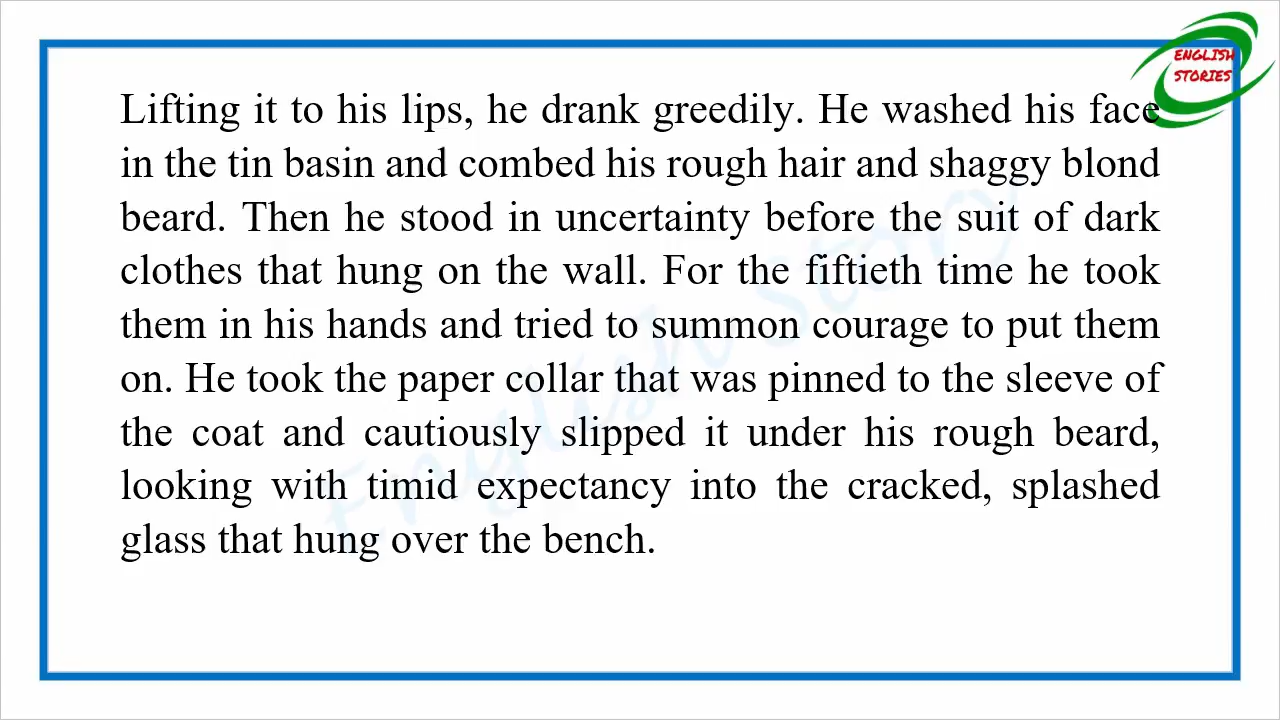 ENGLISH
STORIES
Lifting it to his lips, he drank greedily. He washed his face
in the tin basin and combed his rough hair and shaggy blond
beard. Then he stood in uncertainty before the suit of dark
clothes that hung on the wall. For the fiftieth time he took
them in his hands and tried to summon courage to put them
on. He took the paper collar that was pinned to the sleeve of
the coat and cautiously slipped it under his rough beard,
looking with timid expectancy into the cracked, splashed
glass that hung over the bench.
English Story